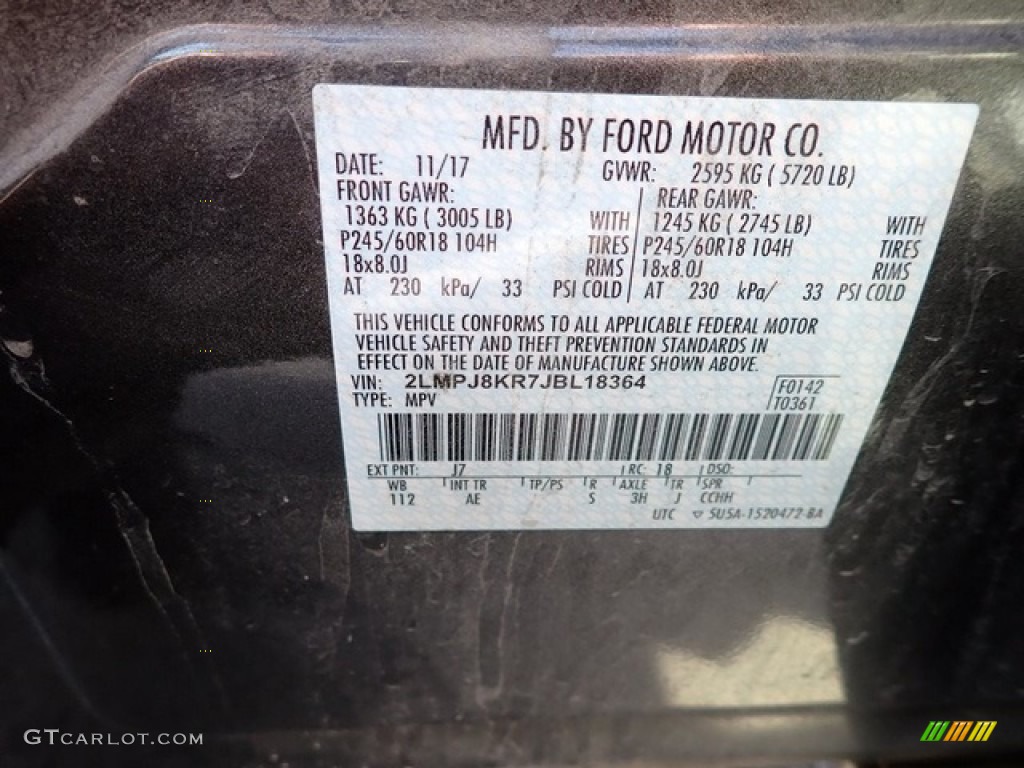 MFD. BY FORD MOTOR CO.
DATE: 11/17 GVWR: 2595 KG ( 5720 LB)
FRONT GAWR: REAR GAWR:
1363 KG ( 3005 LB) WITH 1245 KG ( 2745 LB) WITH
P245/60R18 104H TIRES P245/60R18 104H TIRES
18x8.0J RIMS 18x8.0J RIMS
AT 230 kPa/ 33 PSI COLD AT 230 kPa/ 33 PSI COLD
THIS VEHICLE CONFORMS TO ALL APPLICABLE FEDERAL MOTOR
VEHICLE SAFETY AND THEFT PREVENTION STANDARDS IN
EFFECT ON THE DATE OF MANUFACTURE SHOWN ABOVE.
VIN: 2LMPJ8KR7JBL18364 F0142
TYPE: MPV T0361
EXT PNT: J7 RC: 18 DSO:
WB INT TR TP/PS R AXLE TR SPR
112 AE S 3H J CCHH
UTC ▽ 5U5A-1520472-BA
GTCARLOT.COM